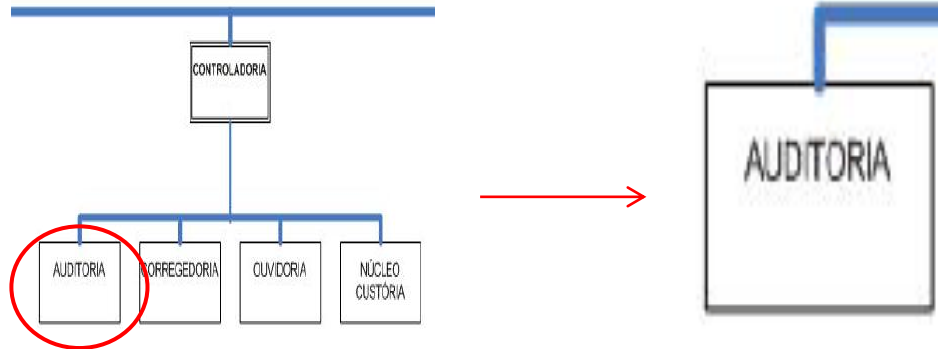 CONTROLADORIA
AUDITORIA
CORREGEDORIA
OUVIDORIA
NÚCLEO
CUSTÓRIA
AUDITORIA